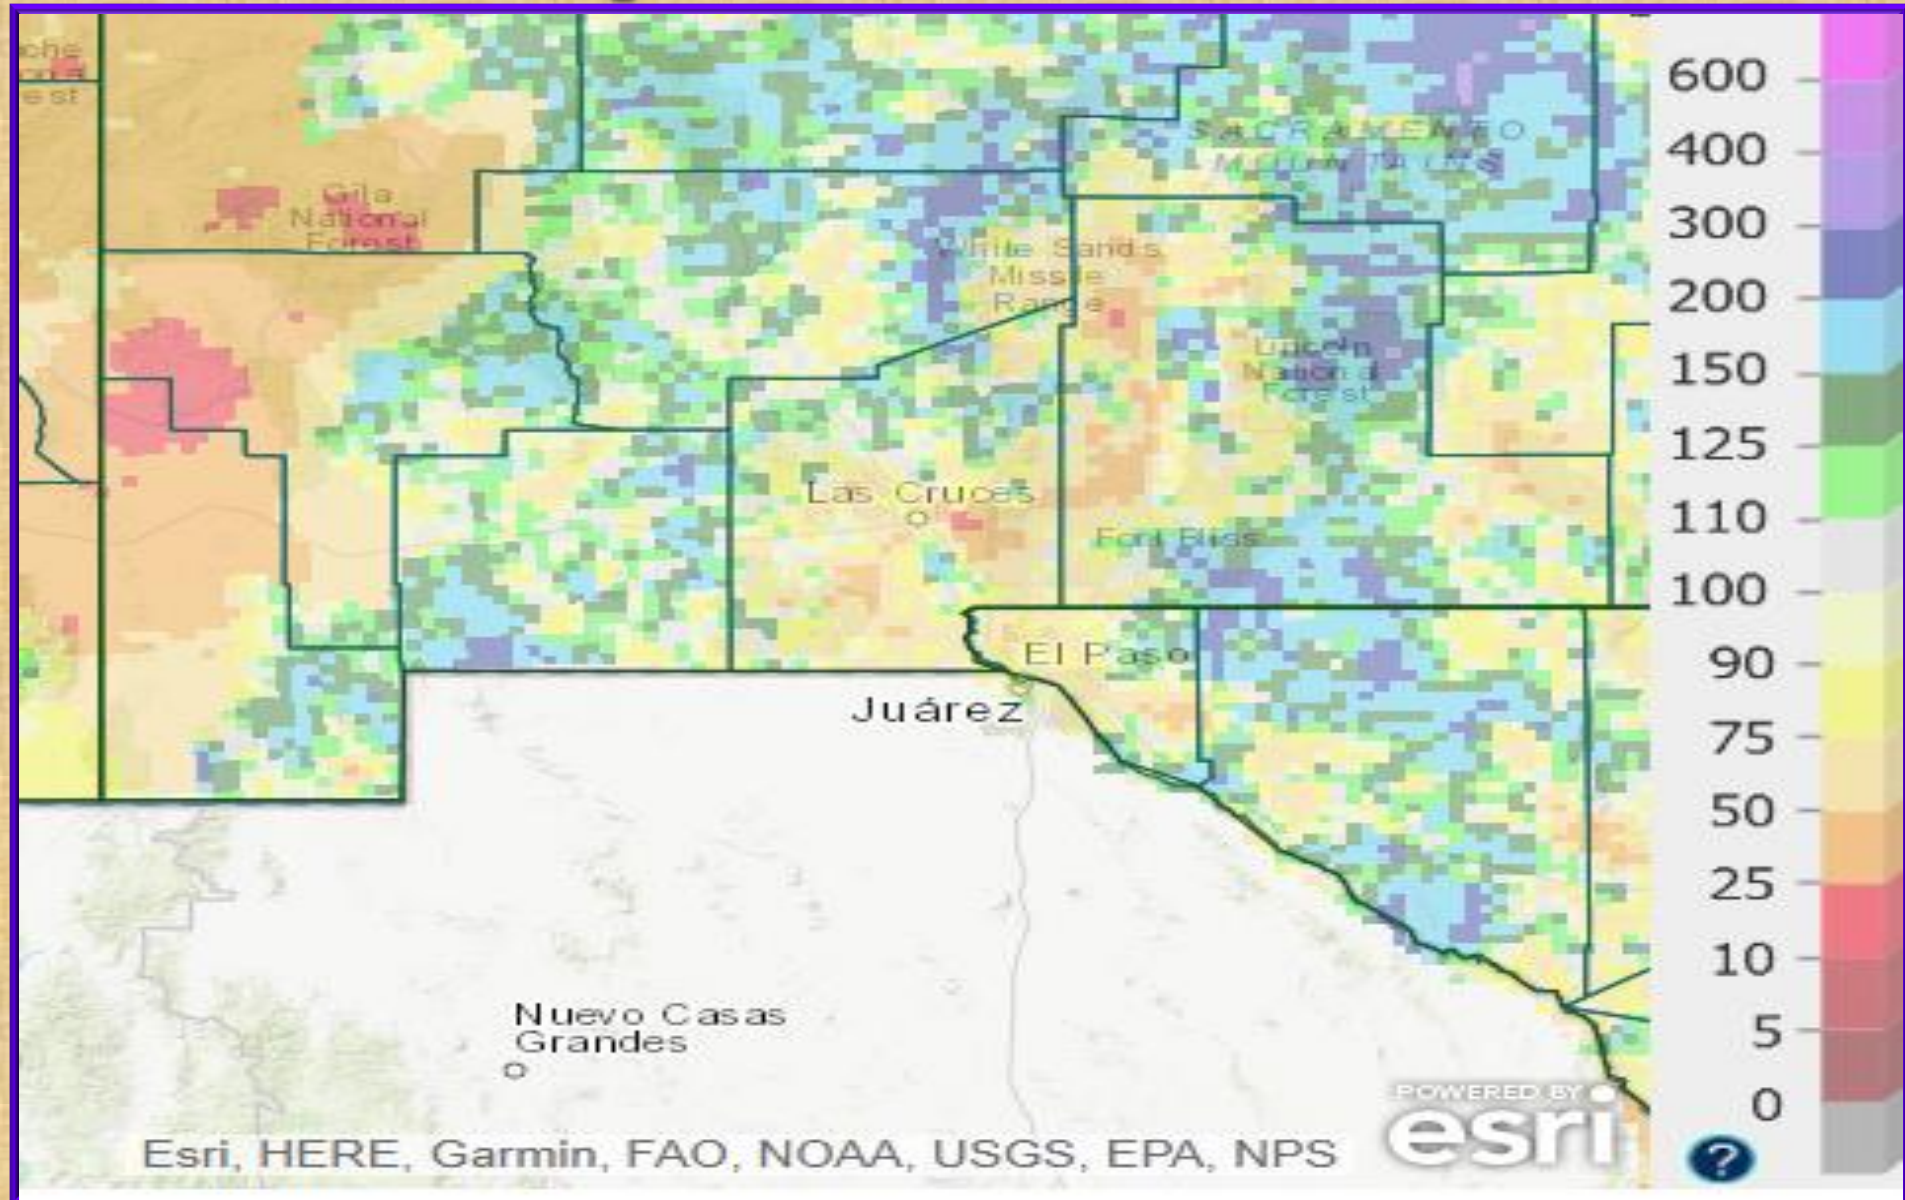 Gila
National
Forest
SACRAMENTO
MOUNTAINS
White Sands
Missile
Range
Lincoln
National
Forest
Las Cruces
Fort Bliss
El Paso
Juárez
Nuevo Casas
Grandes
POWERED BY
esri
Esri, HERE, Garmin, FAO, NOAA, USGS, EPA, NPS
600
400
300
200
150
125
110
100
90
75
50
25
10
5
0
?